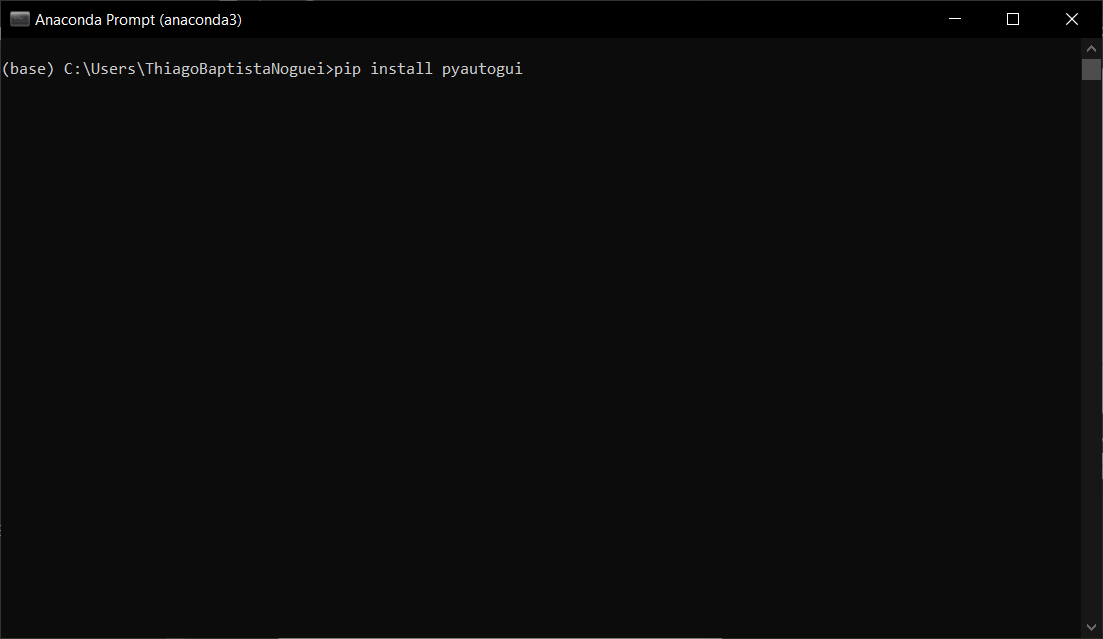 Anaconda Prompt (anaconda3)
(base) C:\Users\ThiagoBaptistaNoguei>pip install pyautogui